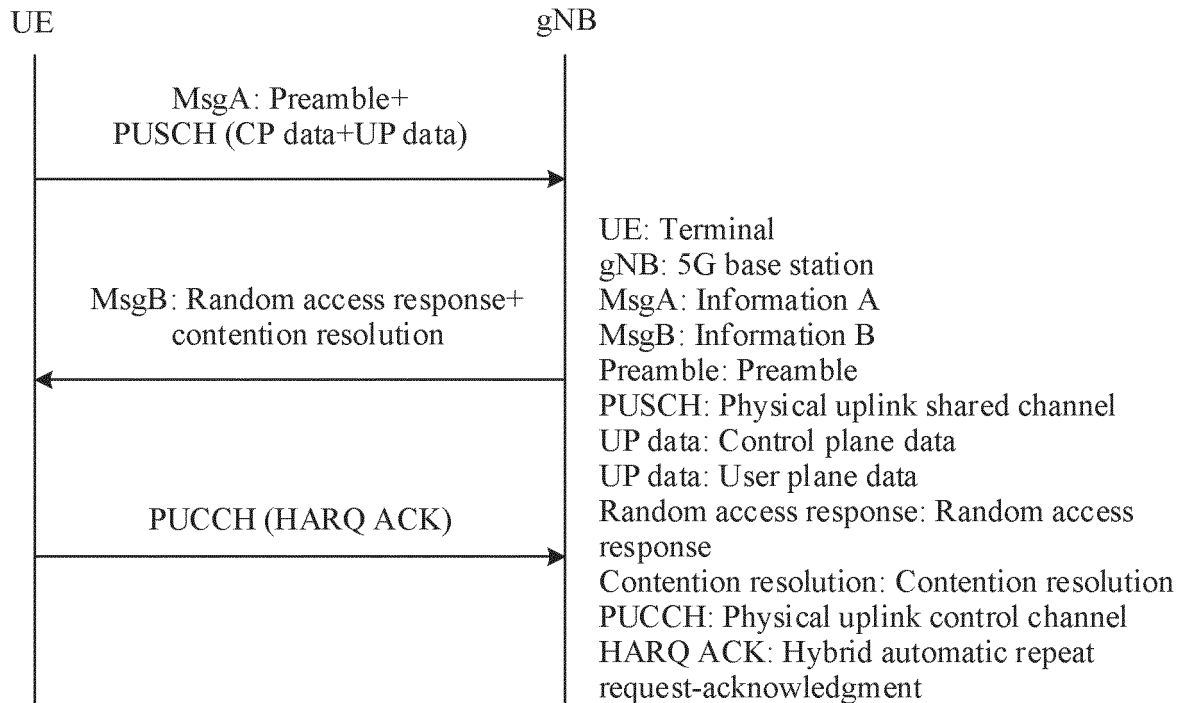 UE
gNB
MsgA: Preamble+
PUSCH (CP data+UP data)
MsgB: Random access response+
contention resolution
PUCCH (HARQ ACK)
UE: Terminal
gNB: 5G base station
MsgA: Information A
MsgB: Information B
Preamble: Preamble
PUSCH: Physical uplink shared channel
UP data: Control plane data
UP data: User plane data
Random access response: Random access
response
Contention resolution: Contention resolution
PUCCH: Physical uplink control channel
HARQ ACK: Hybrid automatic repeat
request-acknowledgment